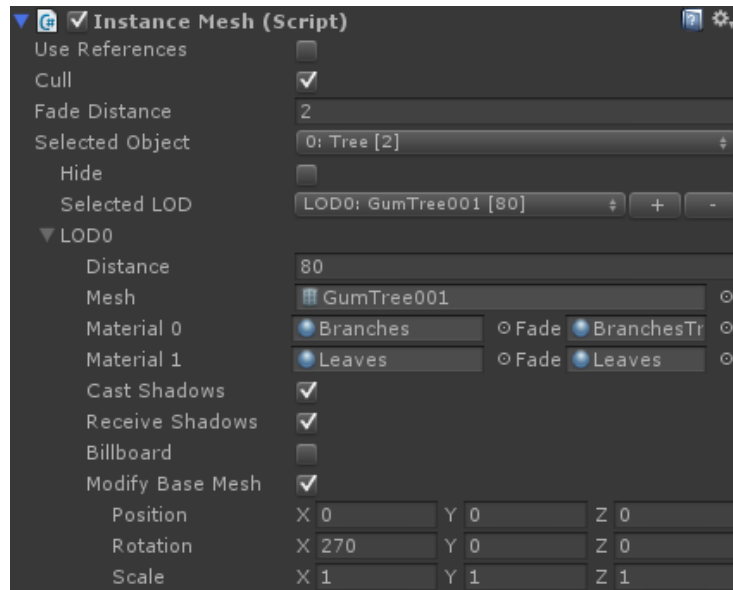 Instance Mesh (Script)
Use References
Cull
Fade Distance 2
Selected Object 0: Tree [2]
Hide
Selected LOD LOD0: GumTree001 [80] + -
LOD0
Distance 80
Mesh GumTree001
Material 0 Branches Fade BranchesTr
Material 1 Leaves Fade Leaves
Cast Shadows
Receive Shadows
Billboard
Modify Base Mesh
Position X 0 Y 0 Z 0
Rotation X 270 Y 0 Z 0
Scale X 1 Y 1 Z 1